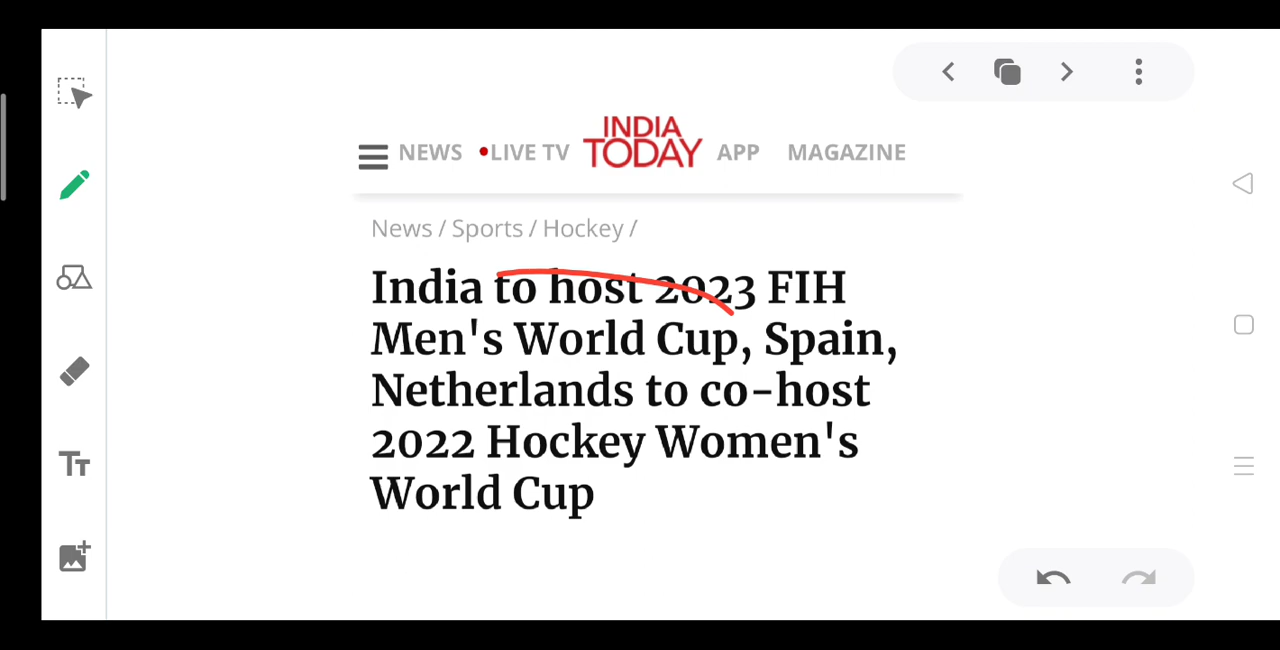 INDIA
TODAY
NEWS LIVE TV APP MAGAZINE
News / Sports / Hockey /
India to host 2023 FIH
Men's World Cup, Spain,
Netherlands to co-host
2022 Hockey Women's
World Cup
TT